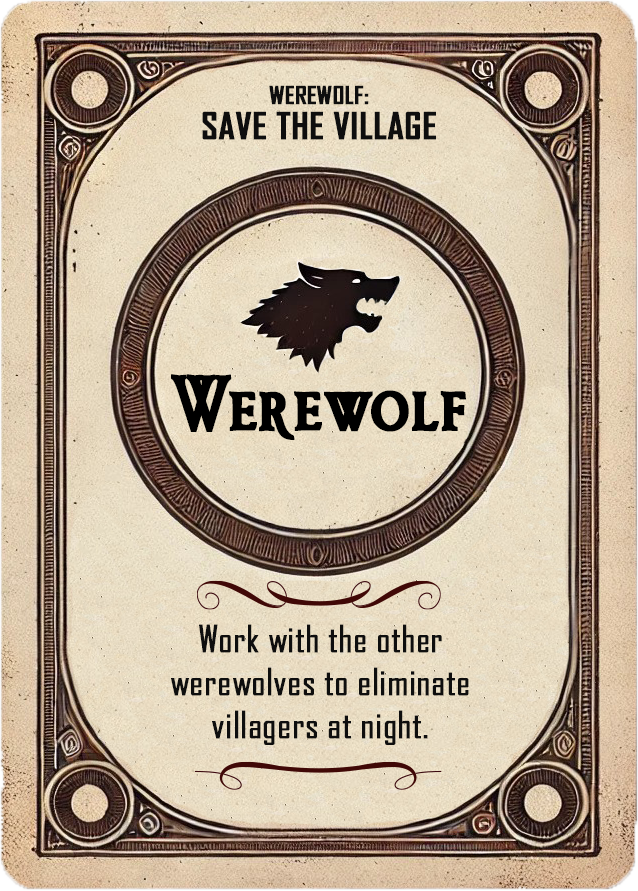 WEREWOLF:
SAVE THE VILLAGE
WEREWOLF
Work with the other
werewolves to eliminate
villagers at night.